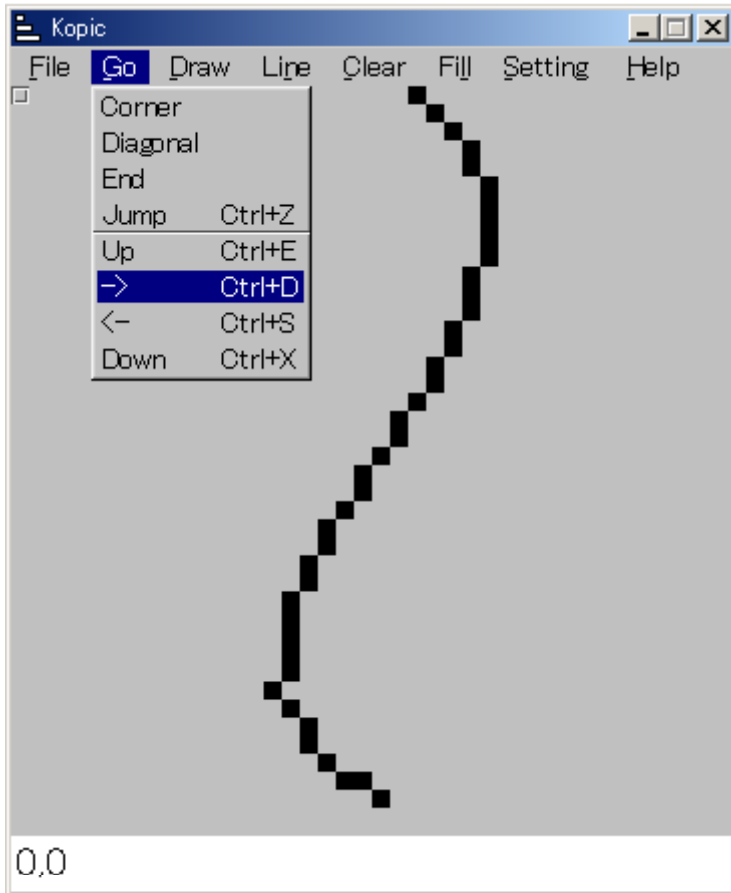 Kopic
File Go Draw Line Clear Fill Setting Help
Corner
Diagonal
End
Jump Ctrl+Z
Up Ctrl+E
-> Ctrl+D
<- Ctrl+S
Down Ctrl+X
0,0